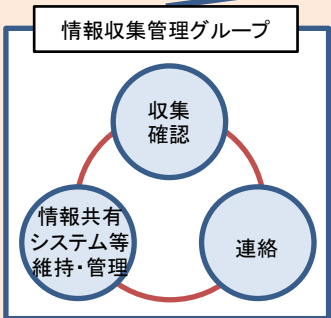 情報収集管理グループ
収集
確認
情報共有
システム等
維持・管理
連絡